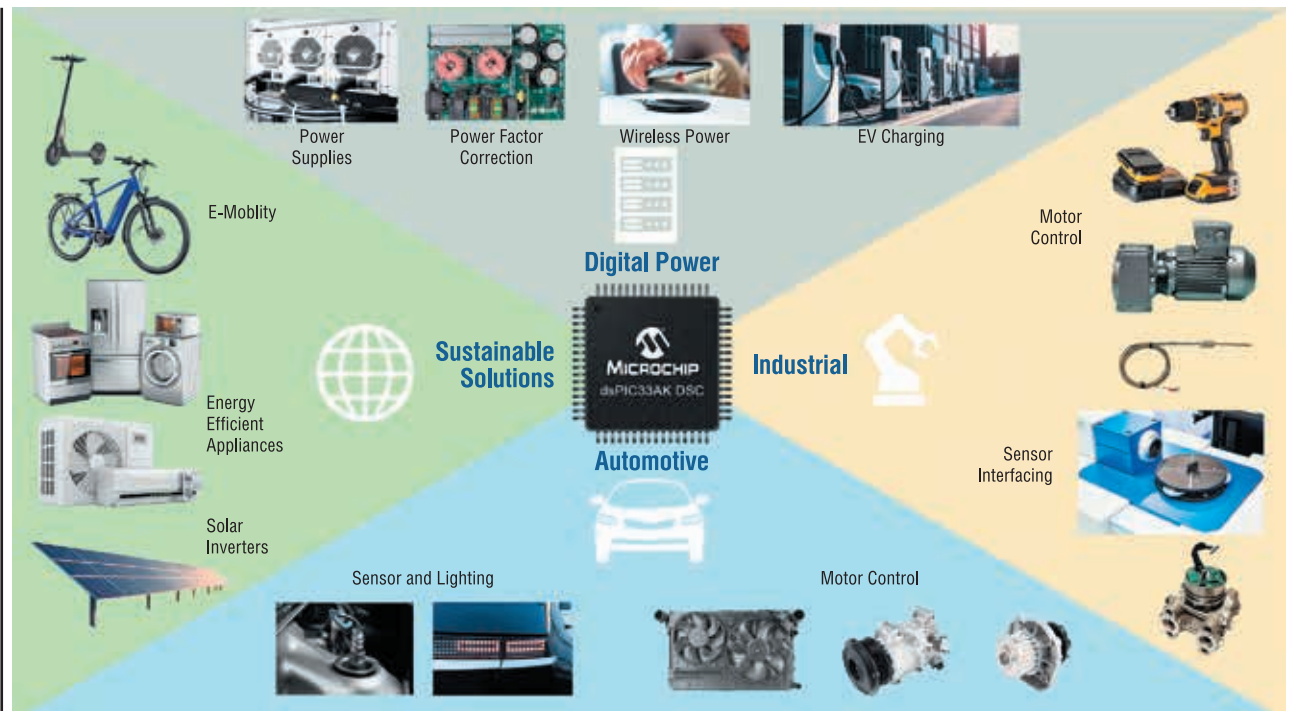 Power
Supplies
Power Factor
Correction
Wireless Power
EV Charging
Digital Power
E-Moblity
Energy
Efficient
Appliances
Solar
Inverters
Sustainable
Solutions
MICROCHIP
dsPIC33AK DSC
Industrial
Motor
Control
Sensor
Interfacing
Automotive
Sensor and Lighting
Motor Control